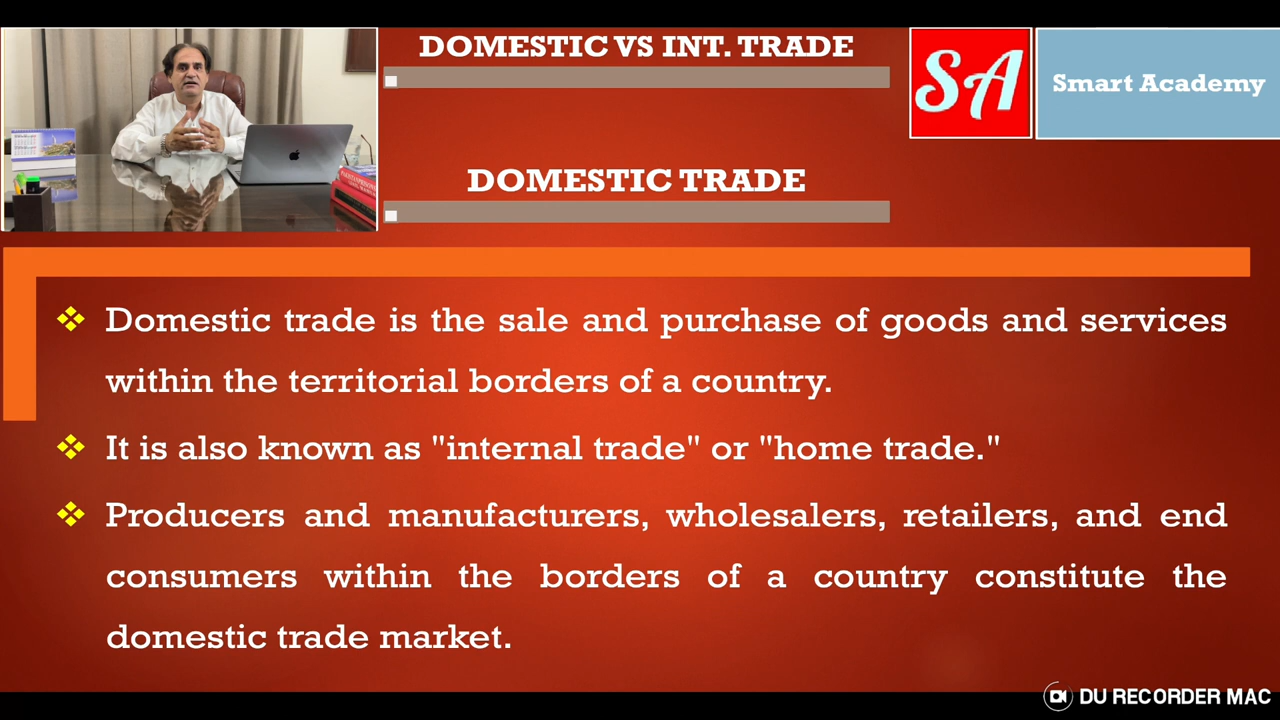 DOMESTIC VS INT. TRADE
SA
Smart Academy
DOMESTIC TRADE
Domestic trade is the sale and purchase of goods and services
within the territorial borders of a country.
It is also known as "internal trade" or "home trade."
Producers and manufacturers, wholesalers, retailers, and end
consumers within the borders of a country constitute the
domestic trade market.
DU RECORDER MAC